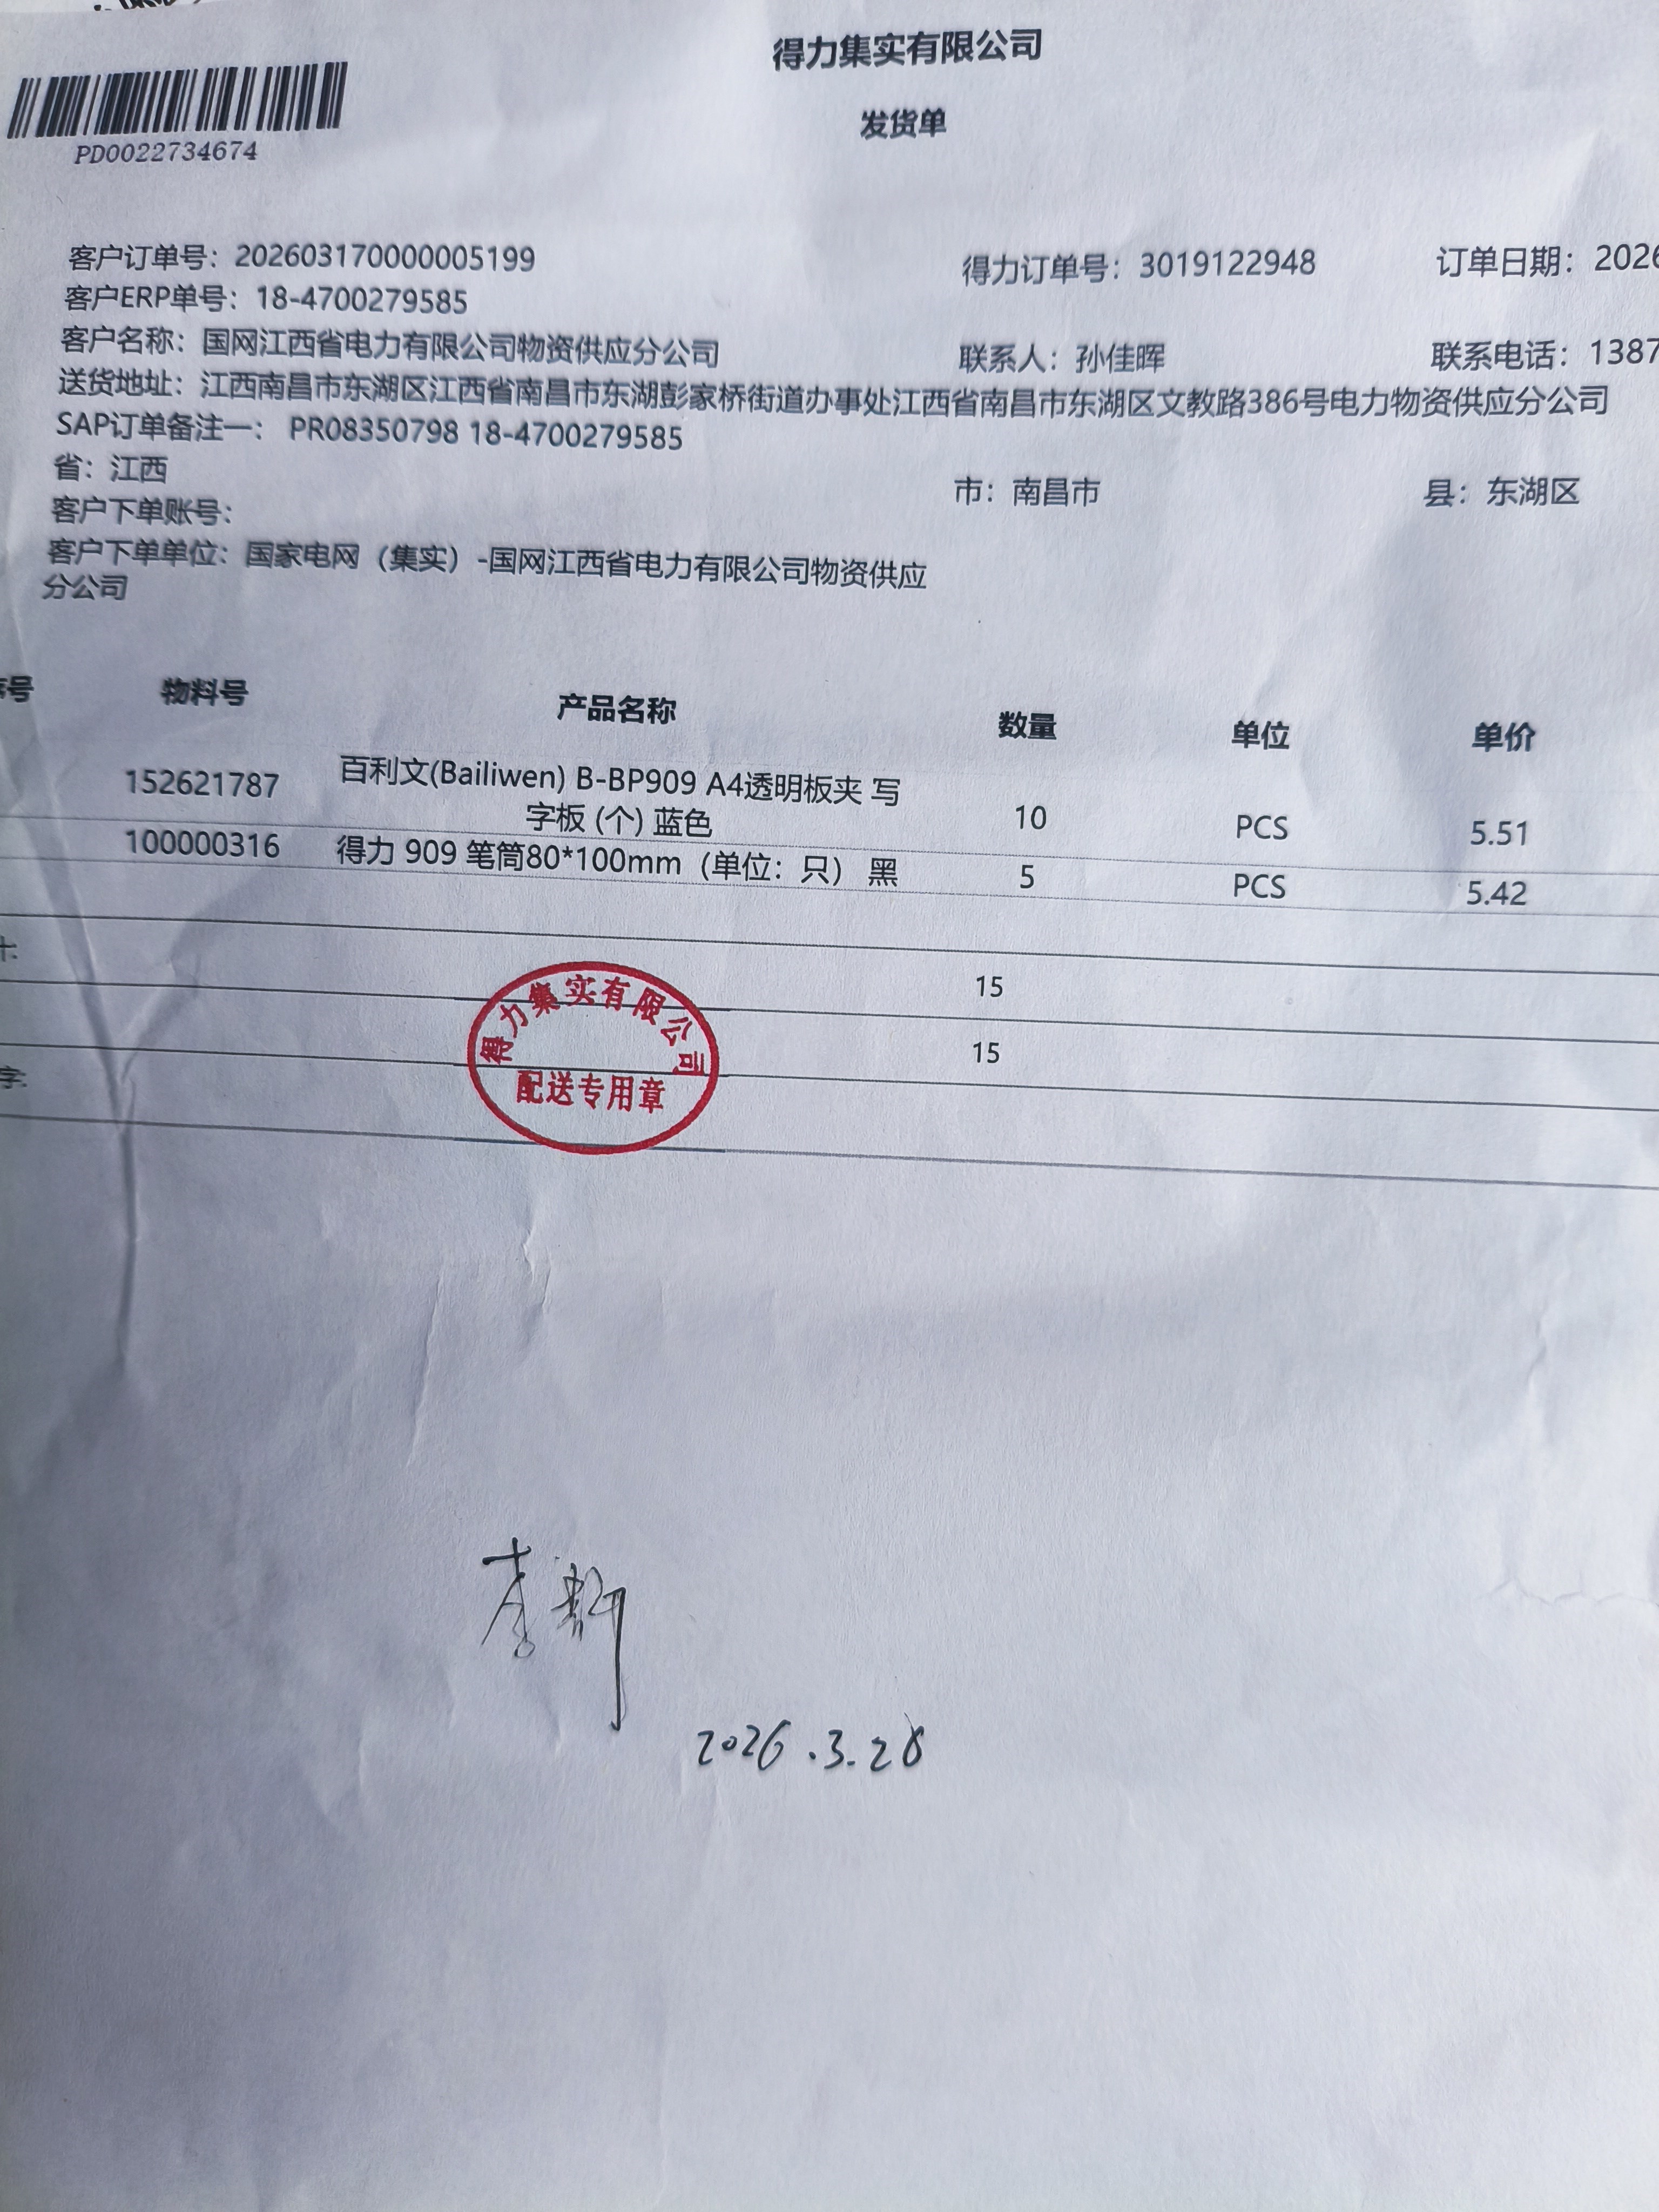 得力集实有限公司
发货单
PD0022734674
客户订单号：202603170000005199 得力订单号：3019122948 订单日期：2026
客户ERP单号：18-4700279585
客户名称：国网江西省电力有限公司物资供应分公司 联系人：孙佳晖 联系电话：1387
送货地址：江西南昌市东湖区江西省南昌市东湖彭家桥街道办事处江西省南昌市东湖区文教路386号电力物资供应分公司
SAP订单备注一： PR08350798 18-4700279585
省：江西 市：南昌市 县：东湖区
客户下单账号：
客户下单单位：国家电网（集实）-国网江西省电力有限公司物资供应
分公司
号 物料号 产品名称 数量 单位 单价
152621787 百利文(Bailiwen) B-BP909 A4透明板夹 写
字板 (个) 蓝色 10 PCS 5.51
100000316 得力 909 笔筒80*100mm（单位：只） 黑 5 PCS 5.42
15
15
字:
得力集实有限公司
配送专用章
2026.3.28